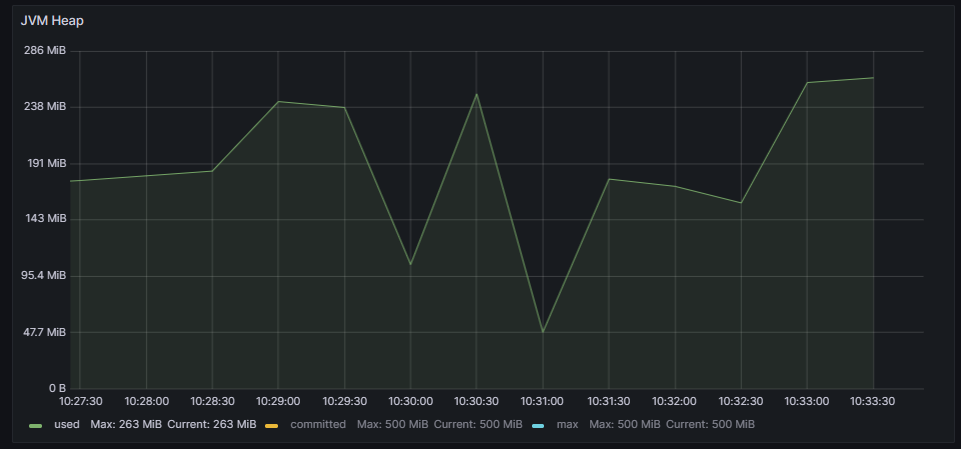 JVM Heap
286 MiB
238 MiB
191 MiB
143 MiB
95.4 MiB
47.7 MiB
0 B
10:27:30 10:28:00 10:28:30 10:29:00 10:29:30 10:30:00 10:30:30 10:31:00 10:31:30 10:32:00 10:32:30 10:33:00 10:33:30
used Max: 263 MiB Current: 263 MiB committed Max: 500 MiB Current: 500 MiB max Max: 500 MiB Current: 500 MiB